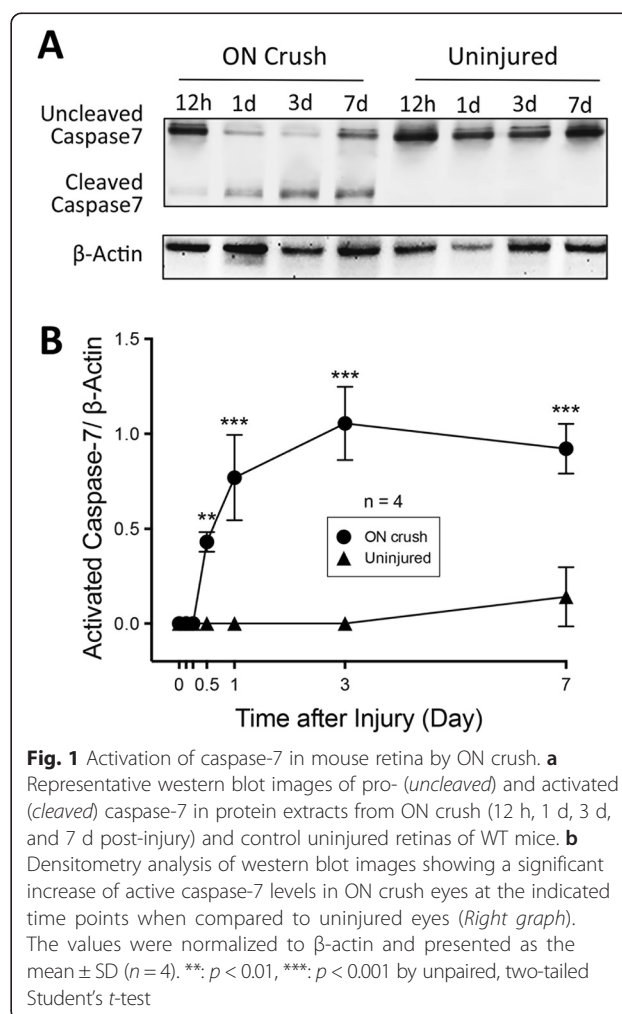 A
ON Crush Uninjured
12h 1d 3d 7d 12h 1d 3d 7d
Uncleaved
Caspase7
Cleaved
Caspase7
β-Actin
B
Activated Caspase-7/ β-Actin
1.5
1.0
0.5
0.0
**
***
***
***
n = 4
ON crush
Uninjured
0 0.5 1 3 7
Time after Injury (Day)
Fig. 1 Activation of caspase-7 in mouse retina by ON crush. a
Representative western blot images of pro- (uncleaved) and activated
(cleaved) caspase-7 in protein extracts from ON crush (12 h, 1 d, 3 d,
and 7 d post-injury) and control uninjured retinas of WT mice. b
Densitometry analysis of western blot images showing a significant
increase of active caspase-7 levels in ON crush eyes at the indicated
time points when compared to uninjured eyes (Right graph).
The values were normalized to β-actin and presented as the
mean ± SD (n = 4). **: p < 0.01, ***: p < 0.001 by unpaired, two-tailed
Student's t-test